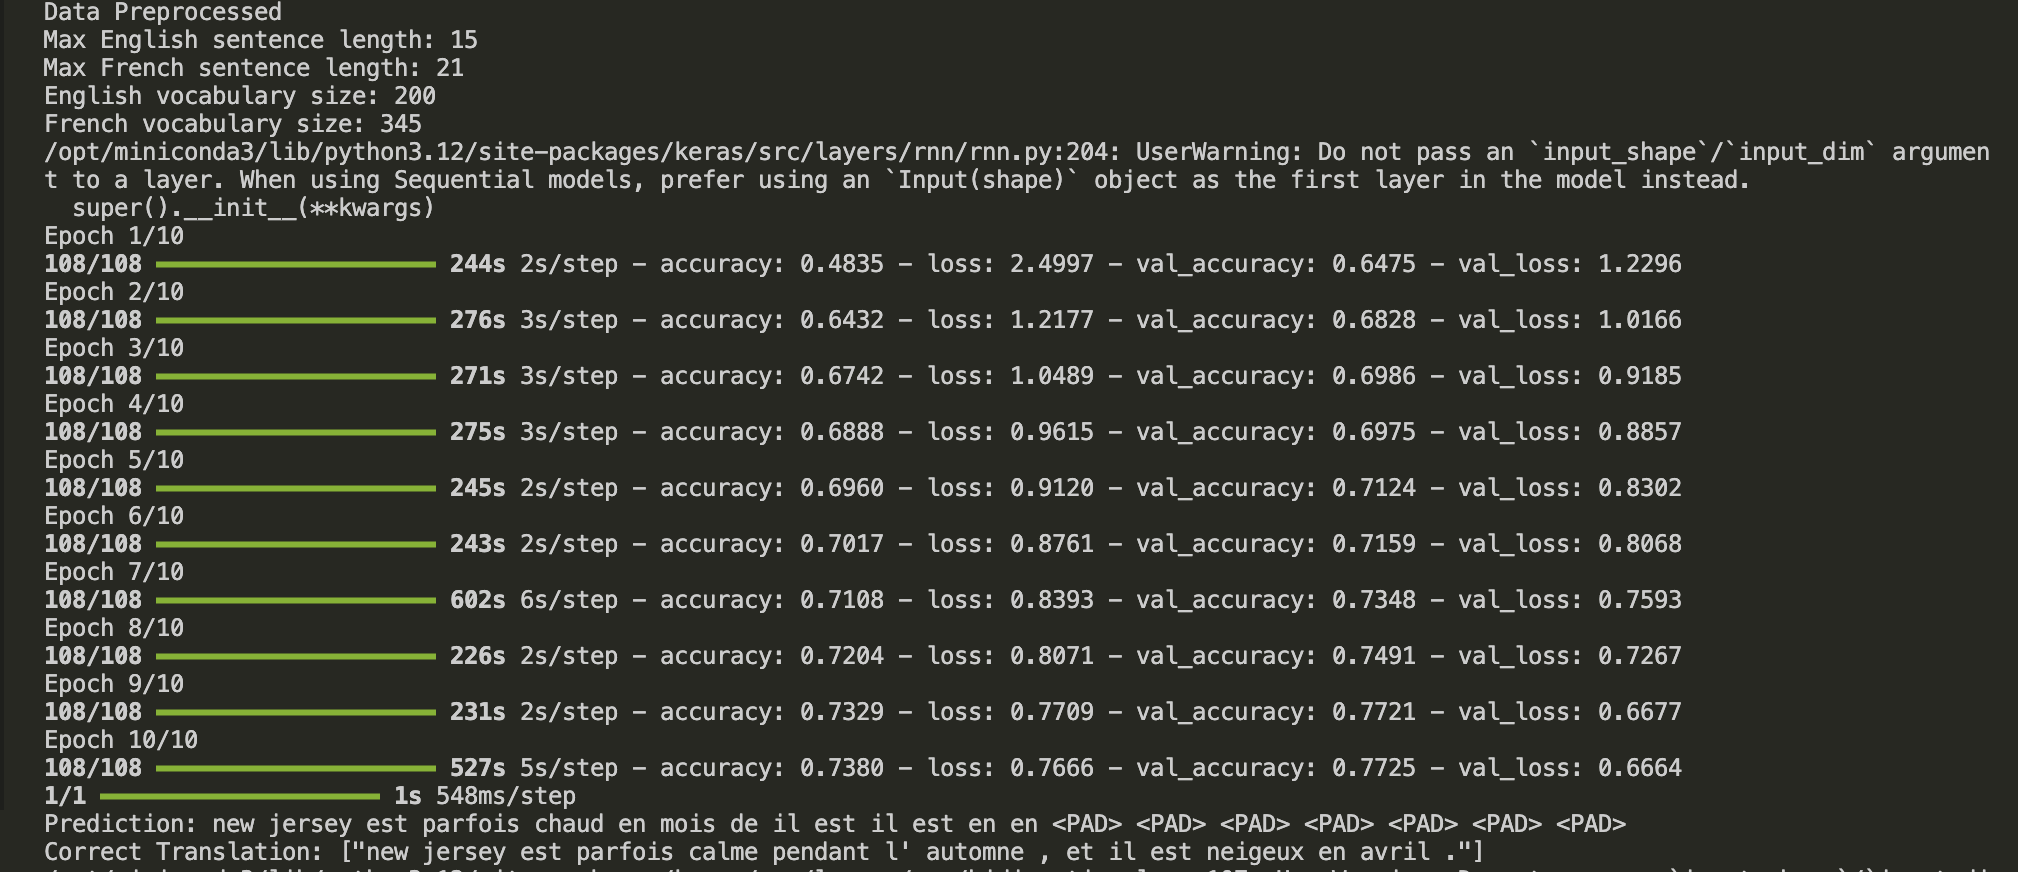 Data Preprocessed
Max English sentence length: 15
Max French sentence length: 21
English vocabulary size: 200
French vocabulary size: 345
/opt/miniconda3/lib/python3.12/site-packages/keras/src/layers/rnn/rnn.py:204: UserWarning: Do not pass an `input_shape`/`input_dim` argumen
t to a layer. When using Sequential models, prefer using an `Input(shape)` object as the first layer in the model instead.
  super().__init__(**kwargs)
Epoch 1/10
108/108 244s 2s/step - accuracy: 0.4835 - loss: 2.4997 - val_accuracy: 0.6475 - val_loss: 1.2296
Epoch 2/10
108/108 276s 3s/step - accuracy: 0.6432 - loss: 1.2177 - val_accuracy: 0.6828 - val_loss: 1.0166
Epoch 3/10
108/108 271s 3s/step - accuracy: 0.6742 - loss: 1.0489 - val_accuracy: 0.6986 - val_loss: 0.9185
Epoch 4/10
108/108 275s 3s/step - accuracy: 0.6888 - loss: 0.9615 - val_accuracy: 0.6975 - val_loss: 0.8857
Epoch 5/10
108/108 245s 2s/step - accuracy: 0.6960 - loss: 0.9120 - val_accuracy: 0.7124 - val_loss: 0.8302
Epoch 6/10
108/108 243s 2s/step - accuracy: 0.7017 - loss: 0.8761 - val_accuracy: 0.7159 - val_loss: 0.8068
Epoch 7/10
108/108 602s 6s/step - accuracy: 0.7108 - loss: 0.8393 - val_accuracy: 0.7348 - val_loss: 0.7593
Epoch 8/10
108/108 226s 2s/step - accuracy: 0.7204 - loss: 0.8071 - val_accuracy: 0.7491 - val_loss: 0.7267
Epoch 9/10
108/108 231s 2s/step - accuracy: 0.7329 - loss: 0.7709 - val_accuracy: 0.7721 - val_loss: 0.6677
Epoch 10/10
108/108 527s 5s/step - accuracy: 0.7380 - loss: 0.7666 - val_accuracy: 0.7725 - val_loss: 0.6664
1/1 1s 548ms/step
Prediction: new jersey est parfois chaud en mois de il est il est en en <PAD> <PAD> <PAD> <PAD> <PAD> <PAD> <PAD>
Correct Translation: ["new jersey est parfois calme pendant l' automne , et il est neigeux en avril ."]